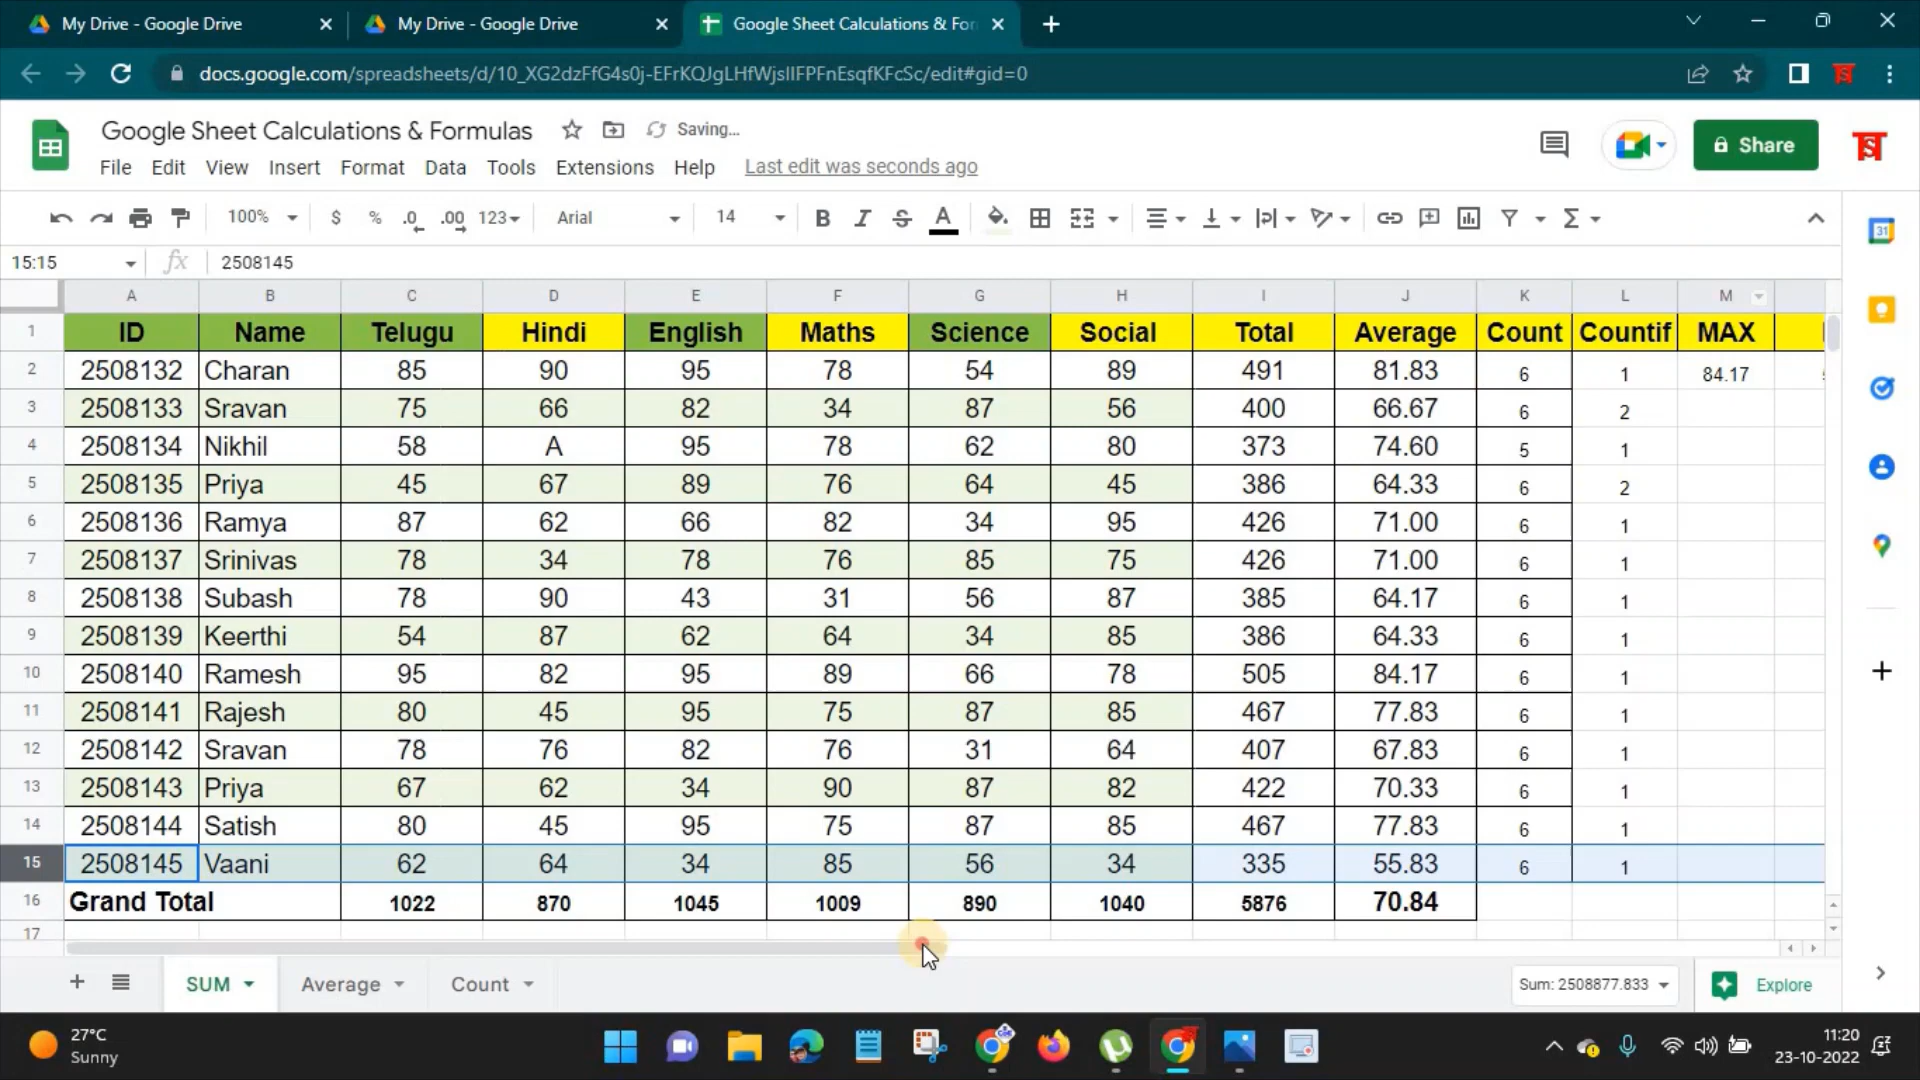 My Drive - Google Drive
My Drive - Google Drive
Google Sheet Calculations & For
docs.google.com/spreadsheets/d/10_XG2dzFfG4s0j-EFrKQJgLHfWjsIIFPFnEsqfKFcSc/edit#gid=0
Google Sheet Calculations & Formulas
Saving...
File Edit View Insert Format Data Tools Extensions Help Last edit was seconds ago
Share
100% $ % .0 .00 123 Arial 14 B I S A Σ
15:15 fx 2508145
31
A B C D E F G H I J K L M
1 ID Name Telugu Hindi English Maths Science Social Total Average Count Countif MAX
2 2508132 Charan 85 90 95 78 54 89 491 81.83 6 1 84.17
3 2508133 Sravan 75 66 82 34 87 56 400 66.67 6 2
4 2508134 Nikhil 58 A 95 78 62 80 373 74.60 5 1
5 2508135 Priya 45 67 89 76 64 45 386 64.33 6 2
6 2508136 Ramya 87 62 66 82 34 95 426 71.00 6 1
7 2508137 Srinivas 78 34 78 76 85 75 426 71.00 6 1
8 2508138 Subash 78 90 43 31 56 87 385 64.17 6 1
9 2508139 Keerthi 54 87 62 64 34 85 386 64.33 6 1
10 2508140 Ramesh 95 82 95 89 66 78 505 84.17 6 1
11 2508141 Rajesh 80 45 95 75 87 85 467 77.83 6 1
12 2508142 Sravan 78 76 82 76 31 64 407 67.83 6 1
13 2508143 Priya 67 62 34 90 87 82 422 70.33 6 1
14 2508144 Satish 80 45 95 75 87 85 467 77.83 6 1
15 2508145 Vaani 62 64 34 85 56 34 335 55.83 6 1
16 Grand Total 1022 870 1045 1009 890 1040 5876 70.84
17
SUM Average Count Sum: 2508877.833 Explore
27°C
Sunny
11:20
23-10-2022